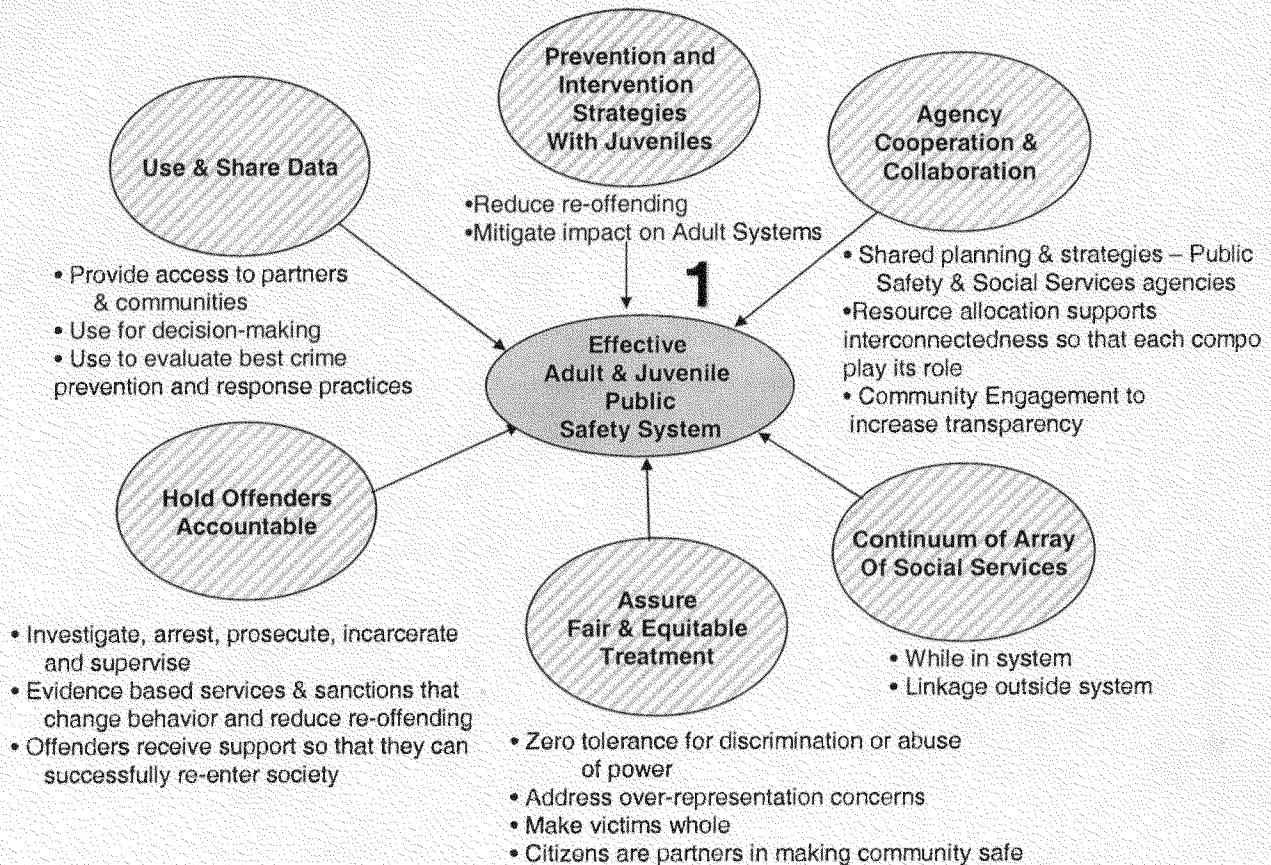 Prevention and
Intervention
Strategies
With Juveniles
•Reduce re-offending
•Mitigate impact on Adult Systems
Use & Share Data
• Provide access to partners
& communities
• Use for decision-making
• Use to evaluate best crime
prevention and response practices
Agency
Cooperation &
Collaboration
• Shared planning & strategies – Public
Safety & Social Services agencies
•Resource allocation supports
interconnectedness so that each compo
play its role
• Community Engagement to
increase transparency
1
Effective
Adult & Juvenile
Public
Safety System
Hold Offenders
Accountable
• Investigate, arrest, prosecute, incarcerate
and supervise
• Evidence based services & sanctions that
change behavior and reduce re-offending
• Offenders receive support so that they can
successfully re-enter society
Assure
Fair & Equitable
Treatment
• Zero tolerance for discrimination or abuse
of power
• Address over-representation concerns
• Make victims whole
• Citizens are partners in making community safe
Continuum of Array
Of Social Services
• While in system
• Linkage outside system